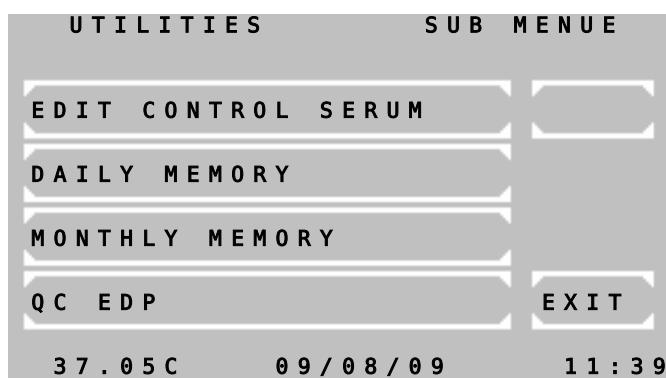 UTILITIES SUB MENUE
EDIT CONTROL SERUM
DAILY MEMORY
MONTHLY MEMORY
QC EDP EXIT
37.05C 09/08/09 11:39